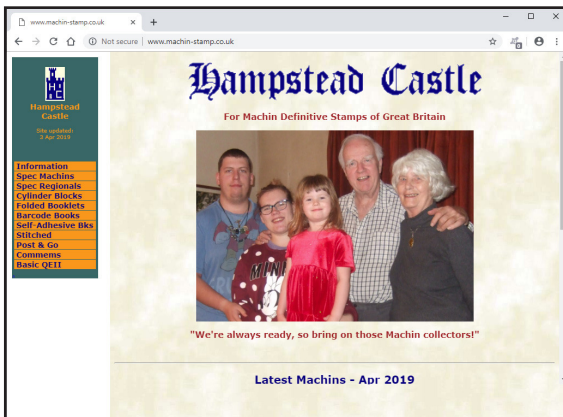 www.machin-stamp.co.uk
Not secure | www.machin-stamp.co.uk
Hampstead
Castle
Site updated:
3 Apr 2019
Information
Spec Machins
Spec Regionals
Cylinder Blocks
Folded Booklets
Barcode Books
Self-Adhesive Bks
Stitched
Post & Go
Commems
Basic QEII
Hampstead Castle
For Machin Definitive Stamps of Great Britain
MINN
"We're always ready, so bring on those Machin collectors!"
Latest Machins - Apr 2019